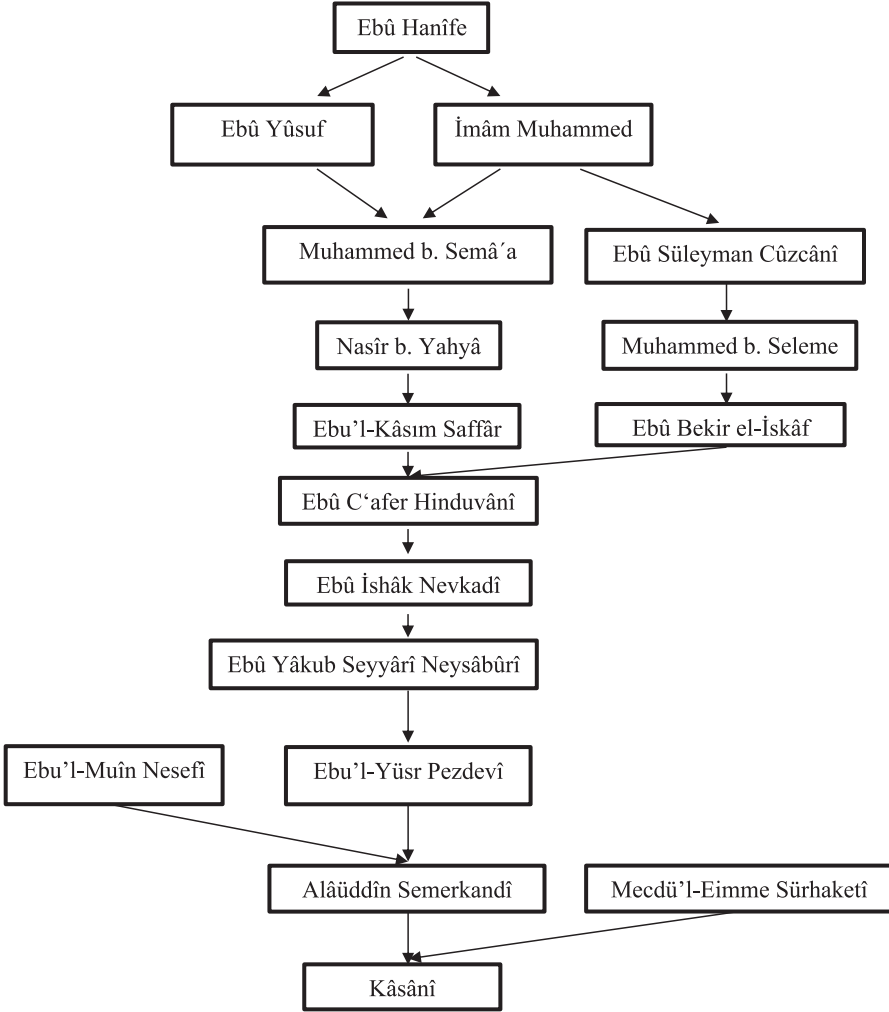 Ebû Hanîfe
Ebû Yûsuf
İmâm Muhammed
Muhammed b. Semâ´a
Ebû Süleyman Cûzcânî
Nasîr b. Yahyâ
Muhammed b. Seleme
Ebu’l-Kâsım Saffâr
Ebû Bekir el-İskâf
Ebû C‘afer Hinduvânî
Ebû İshâk Nevkadî
Ebû Yâkub Seyyârî Neysâbûrî
Ebu’l-Muîn Nesefî
Ebu’l-Yüsr Pezdevî
Alâüddîn Semerkandî
Mecdü’l-Eimme Sürhaketî
Kâsânî